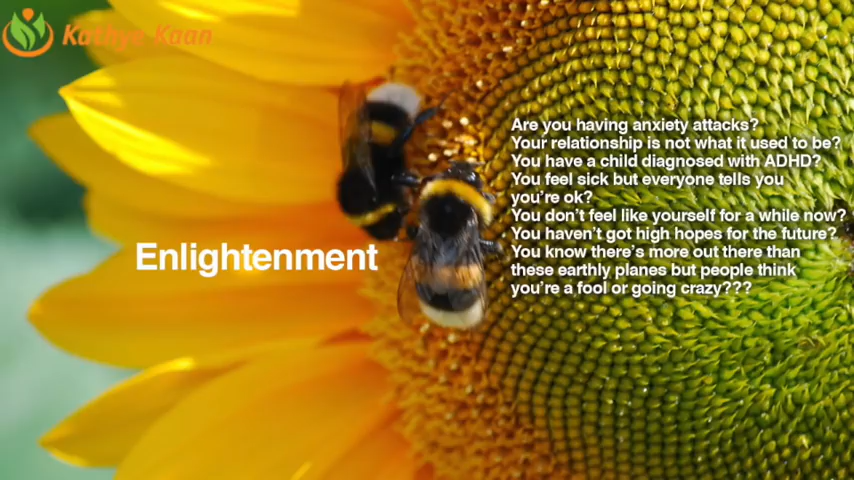 Kathye Kaan
Enlightenment
Are you having anxiety attacks?
Your relationship is not what it used to be?
You have a child diagnosed with ADHD?
You feel sick but everyone tells you
you're ok?
You don't feel like yourself for a while now?
You haven't got high hopes for the future?
You know there's more out there than
these earthly planes but people think
you're a fool or going crazy???